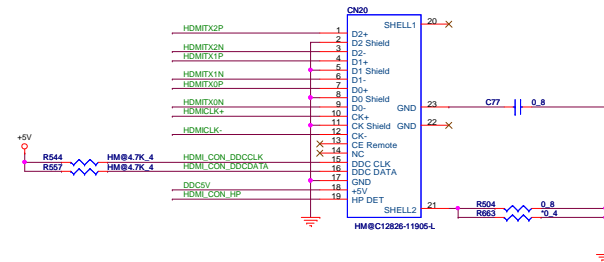 CN20
HDMITX2P 1 D2+ SHELL1 20
2 D2 Shield
HDMITX2N 3 D2-
HDMITX1P 4 D1+
5 D1 Shield
HDMITX1N 6 D1-
HDMITX0P 7 D0+
8 D0 Shield
HDMITX0N 9 D0- GND 23 C77 0_8
HDMICLK+ 10 CK+
11 CK Shield GND 22
HDMICLK- 12 CK-
+5V 13 CE Remote
14 NC
R544 HM@4.7K_4 HDMI_CON_DDCCLK 15 DDC CLK
R557 HM@4.7K_4 HDMI_CON_DDCDATA 16 DDC DATA
17 GND
DDC5V 18 +5V
HDMI_CON_HP 19 HP DET
SHELL2 21 R504 0_8
R663 *0_4
HM@C12826-11905-L